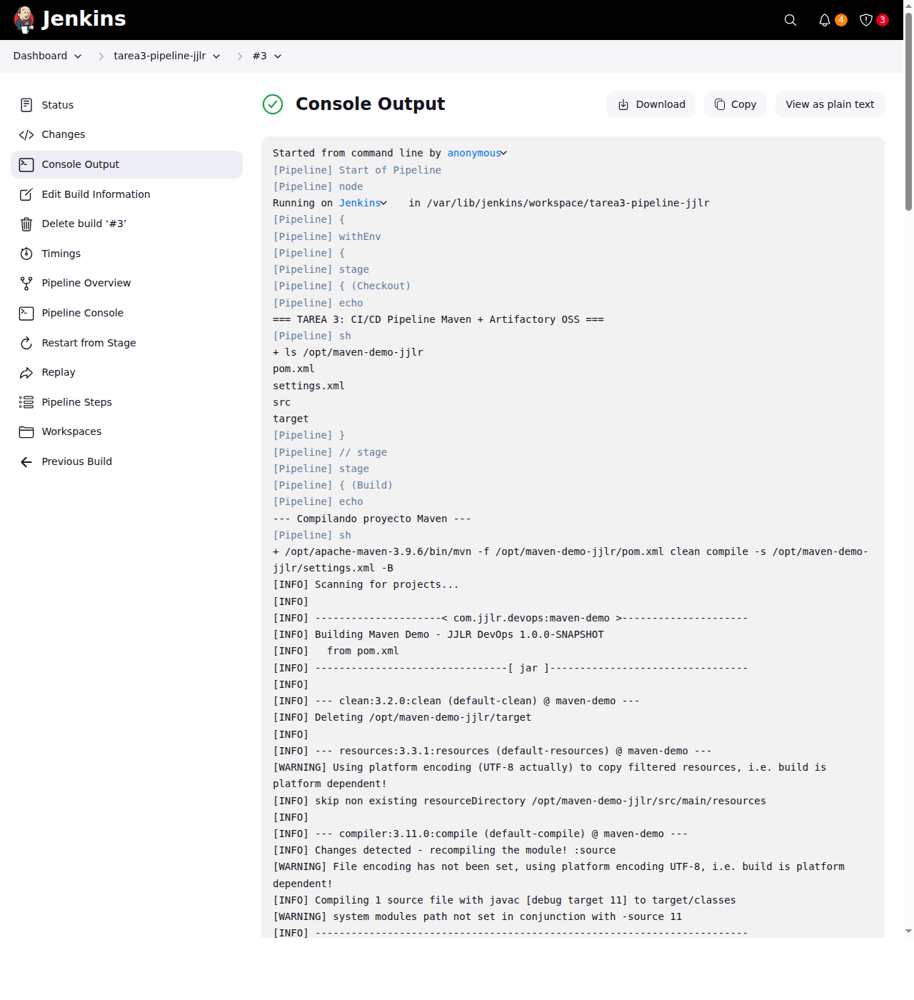 Jenkins
4
3
Dashboard
tarea3-pipeline-jjlr
#3
Status
Changes
Console Output
Edit Build Information
Delete build ‘#3’
Timings
Pipeline Overview
Pipeline Console
Restart from Stage
Replay
Pipeline Steps
Workspaces
Previous Build
Console Output
Download
Copy
View as plain text
Started from command line by anonymous
[Pipeline] Start of Pipeline
[Pipeline] node
Running on Jenkins in /var/lib/jenkins/workspace/tarea3-pipeline-jjlr
[Pipeline] {
[Pipeline] withEnv
[Pipeline] {
[Pipeline] stage
[Pipeline] { (Checkout)
[Pipeline] echo
=== TAREA 3: CI/CD Pipeline Maven + Artifactory OSS ===
[Pipeline] sh
+ ls /opt/maven-demo-jjlr
pom.xml
settings.xml
src
target
[Pipeline] }
[Pipeline] // stage
[Pipeline] stage
[Pipeline] { (Build)
[Pipeline] echo
--- Compilando proyecto Maven ---
[Pipeline] sh
+ /opt/apache-maven-3.9.6/bin/mvn -f /opt/maven-demo-jjlr/pom.xml clean compile -s /opt/maven-demo-
jjlr/settings.xml -B
[INFO] Scanning for projects...
[INFO]
[INFO] ---------------------< com.jjlr.devops:maven-demo >---------------------
[INFO] Building Maven Demo - JJLR DevOps 1.0.0-SNAPSHOT
[INFO]   from pom.xml
[INFO] --------------------------------[ jar ]---------------------------------
[INFO]
[INFO] --- clean:3.2.0:clean (default-clean) @ maven-demo ---
[INFO] Deleting /opt/maven-demo-jjlr/target
[INFO]
[INFO] --- resources:3.3.1:resources (default-resources) @ maven-demo ---
[WARNING] Using platform encoding (UTF-8 actually) to copy filtered resources, i.e. build is
platform dependent!
[INFO] skip non existing resourceDirectory /opt/maven-demo-jjlr/src/main/resources
[INFO]
[INFO] --- compiler:3.11.0:compile (default-compile) @ maven-demo ---
[INFO] Changes detected - recompiling the module! :source
[WARNING] File encoding has not been set, using platform encoding UTF-8, i.e. build is platform
dependent!
[INFO] Compiling 1 source file with javac [debug target 11] to target/classes
[WARNING] system modules path not set in conjunction with -source 11
[INFO] ------------------------------------------------------------------------